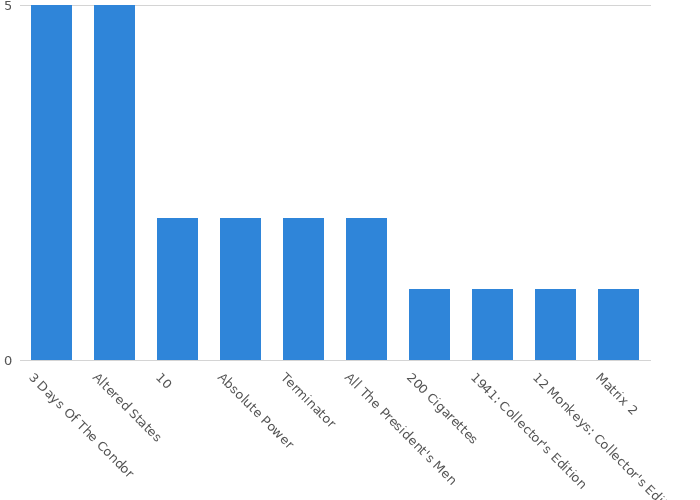 5
0
3 Days Of The Condor
Altered States
10
Absolute Power
Terminator
All The President's Men
200 Cigarettes
1941: Collector's Edition
12 Monkeys: Collector's Edi
Matrix 2